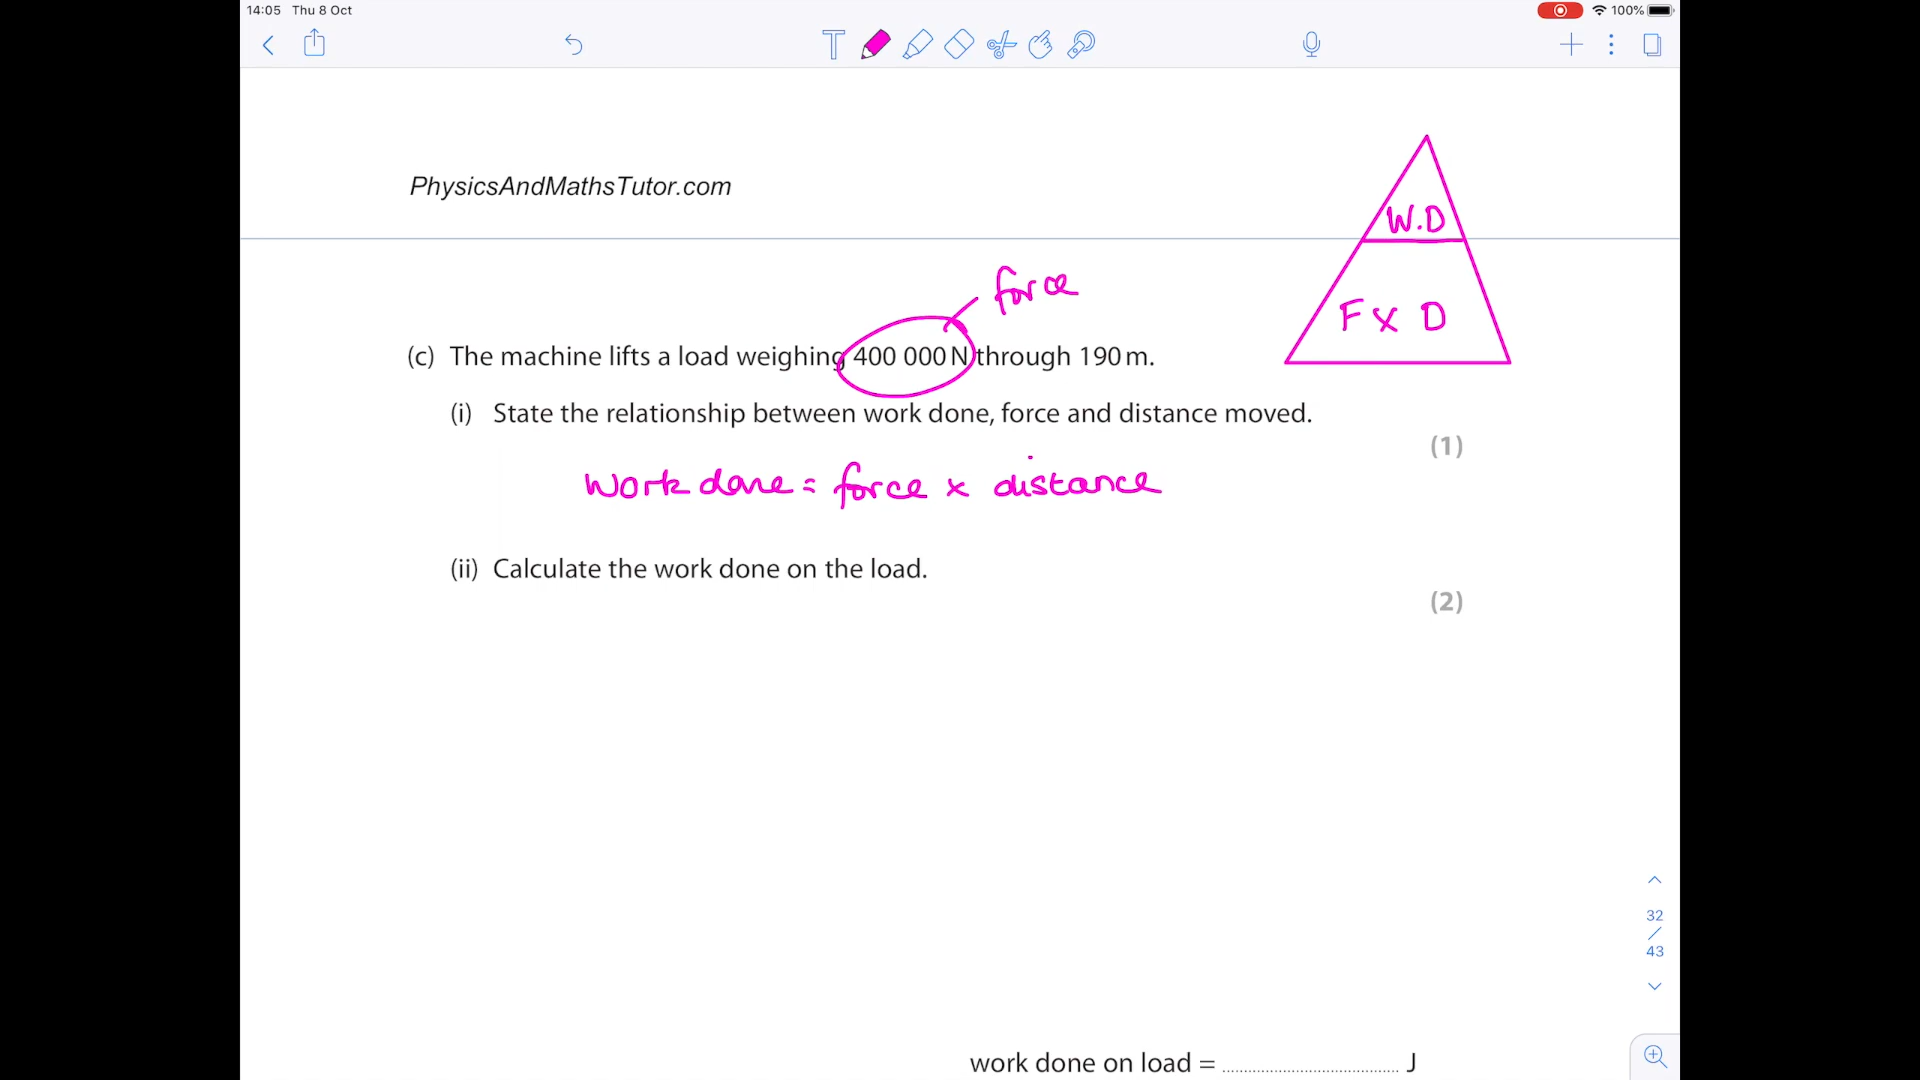 14:05 Thu 8 Oct
100%
PhysicsAndMathsTutor.com
W.D
F x D
force
(c) The machine lifts a load weighing 400 000 N through 190 m.
(i) State the relationship between work done, force and distance moved.
(1)
Work done = force x distance
(ii) Calculate the work done on the load.
(2)
32
/
43
work done on load = ........................................ J